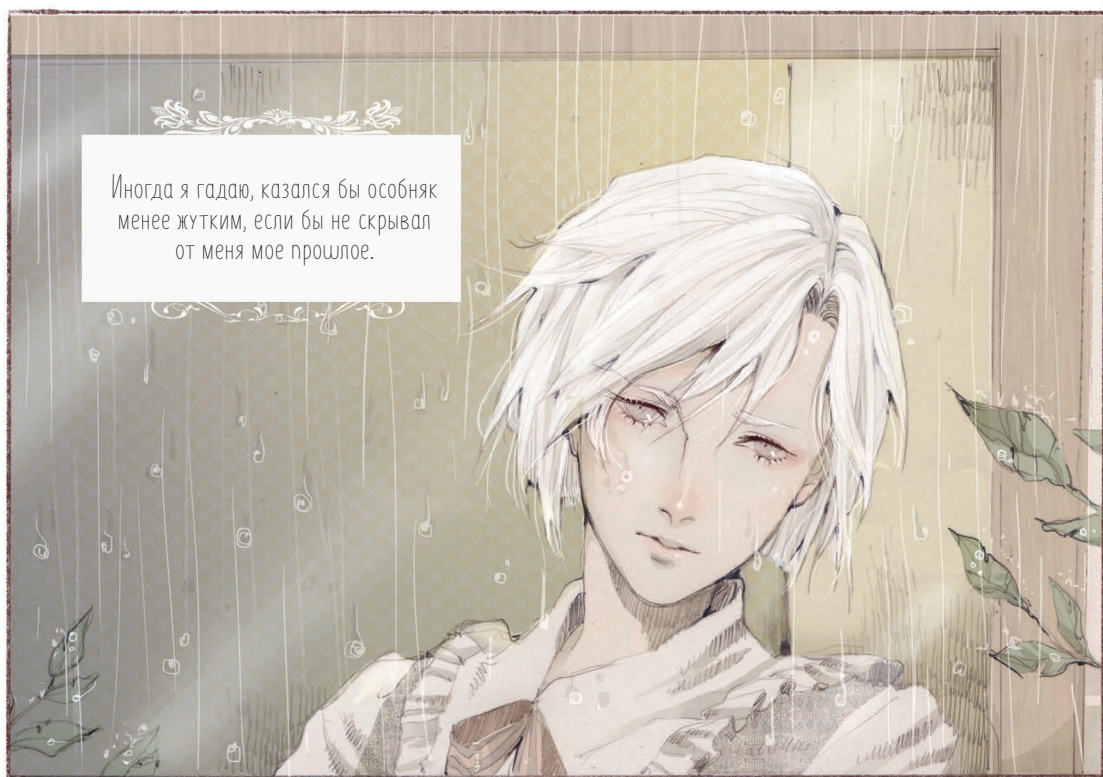 Иногда я гадаю, казался бы особняк
менее жутким, если бы не скрывал
от меня мое прошлое.